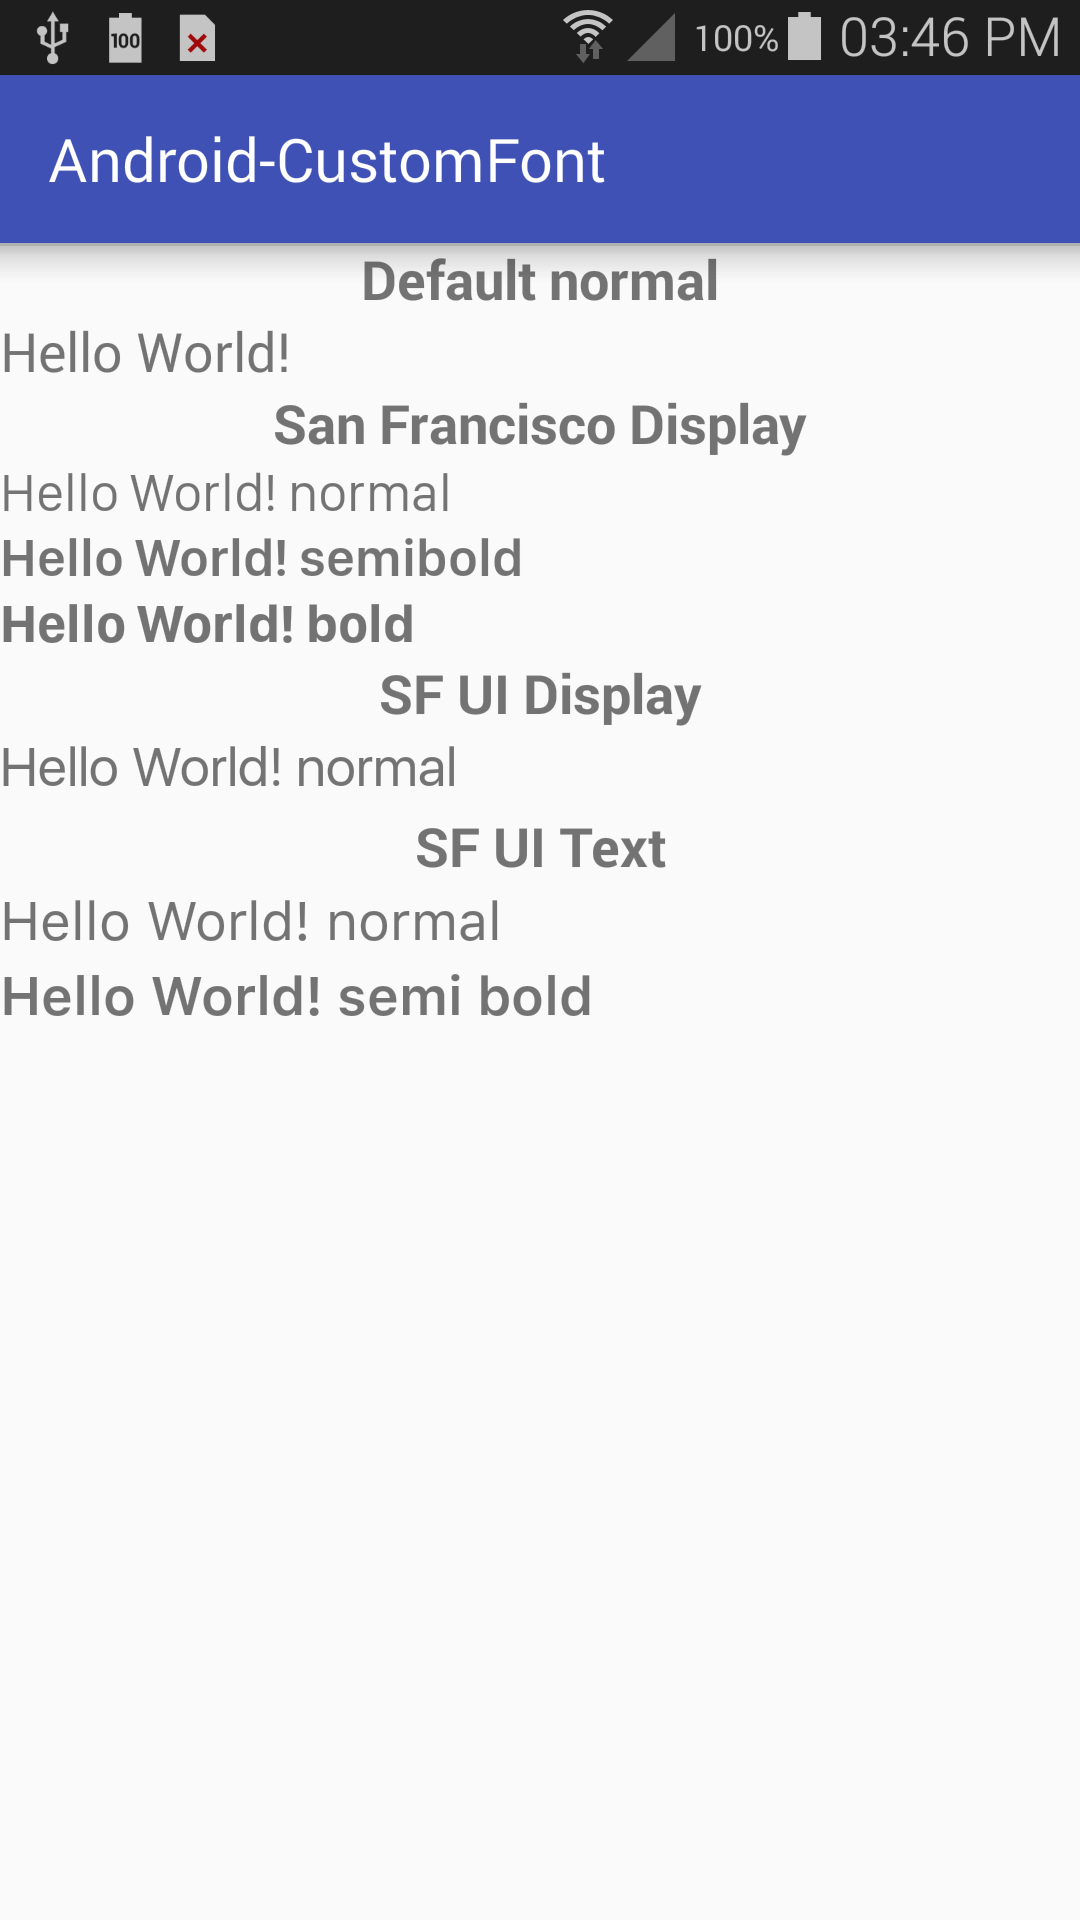 100 100% 03:46 PM
Android-CustomFont
Default normal
Hello World!
San Francisco Display
Hello World! normal
Hello World! semibold
Hello World! bold
SF UI Display
Hello World! normal
SF UI Text
Hello World! normal
Hello World! semi bold